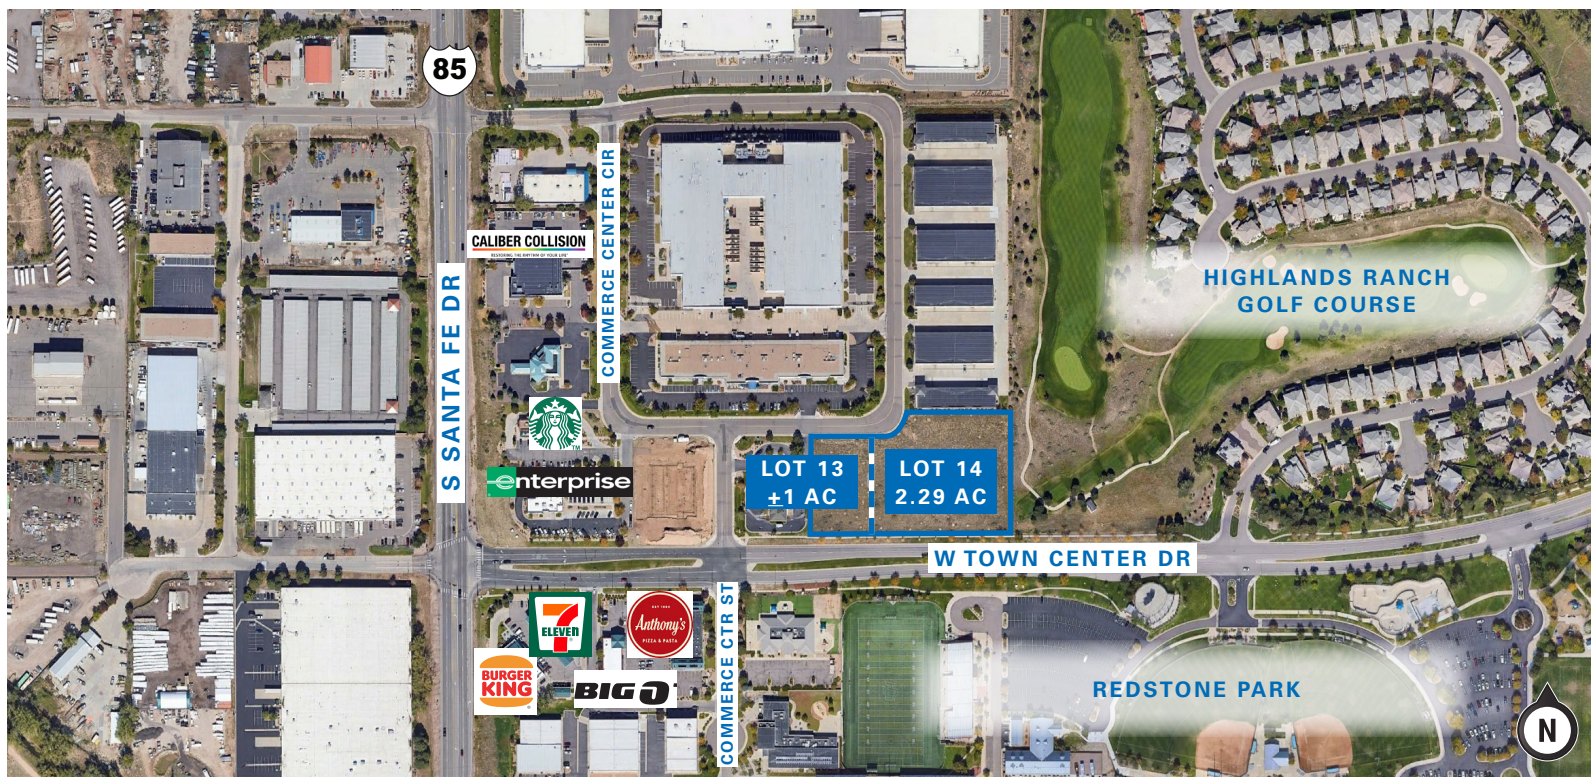 85
COMMERCE CENTER CIR
CALIBER COLLISION
RESTORING THE RHYTHM OF YOUR LIFE
S SANTA FE DR
HIGHLANDS RANCH
GOLF COURSE
enterprise
LOT 13
±1 AC
LOT 14
2.29 AC
W TOWN CENTER DR
COMMERCE CTR ST
7
ELEVEN
Anthony's
PIZZA & PASTA
BURGER
KING
BIG O
REDSTONE PARK
N